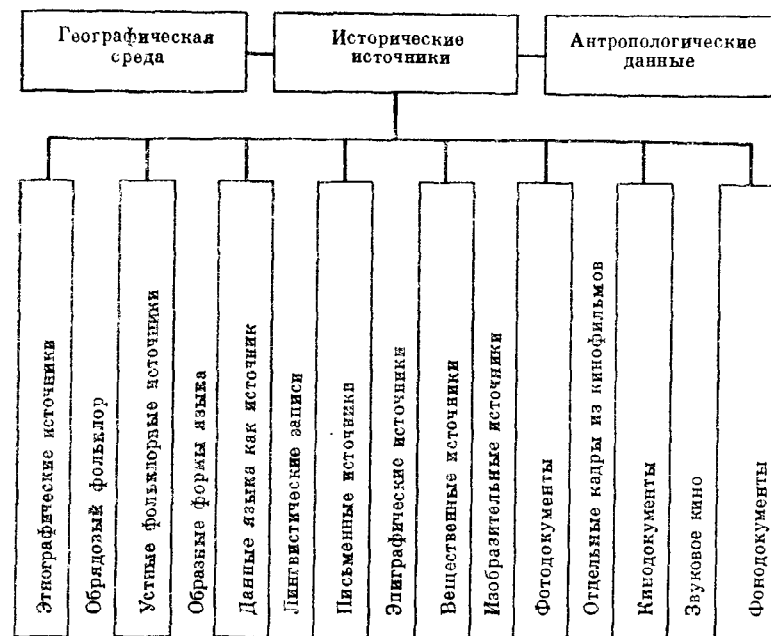 Географическая
среда
Исторические
источники
Антропологические
данные
Этнографические источники
Обрядовый фольклор
Устные фольклорные источники
Образные формы языка
Данные языка как источник
Лингвистические записи
Письменные источники
Эпиграфические источники
Вещественные источники
Изобразительные источники
Фотодокументы
Отдельные кадры из кинофильмов
Кинодокументы
Звуковое кино
Фонодокументы